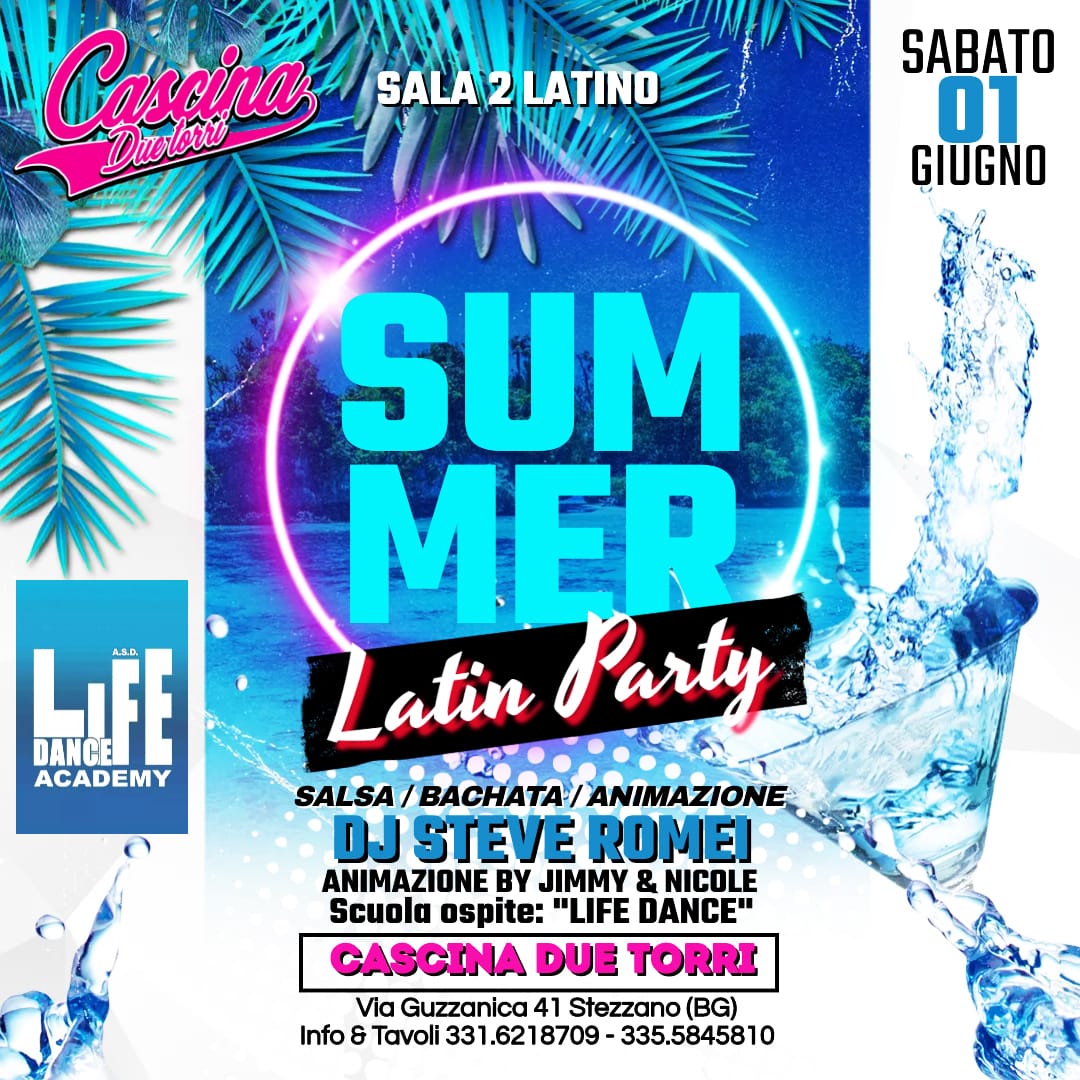 Cascina
Due torri
SALA 2 LATINO
SABATO
01
GIUGNO
SUM
MER
Latin Party
A.S.D.
LiFE
DANCE
ACADEMY
SALSA / BACHATA / ANIMAZIONE
DJ STEVE ROMEI
ANIMAZIONE BY JIMMY & NICOLE
Scuola ospite: "LIFE DANCE"
CASCINA DUE TORRI
Via Guzzanica 41 Stezzano (BG)
Info & Tavoli 331.6218709 - 335.5845810